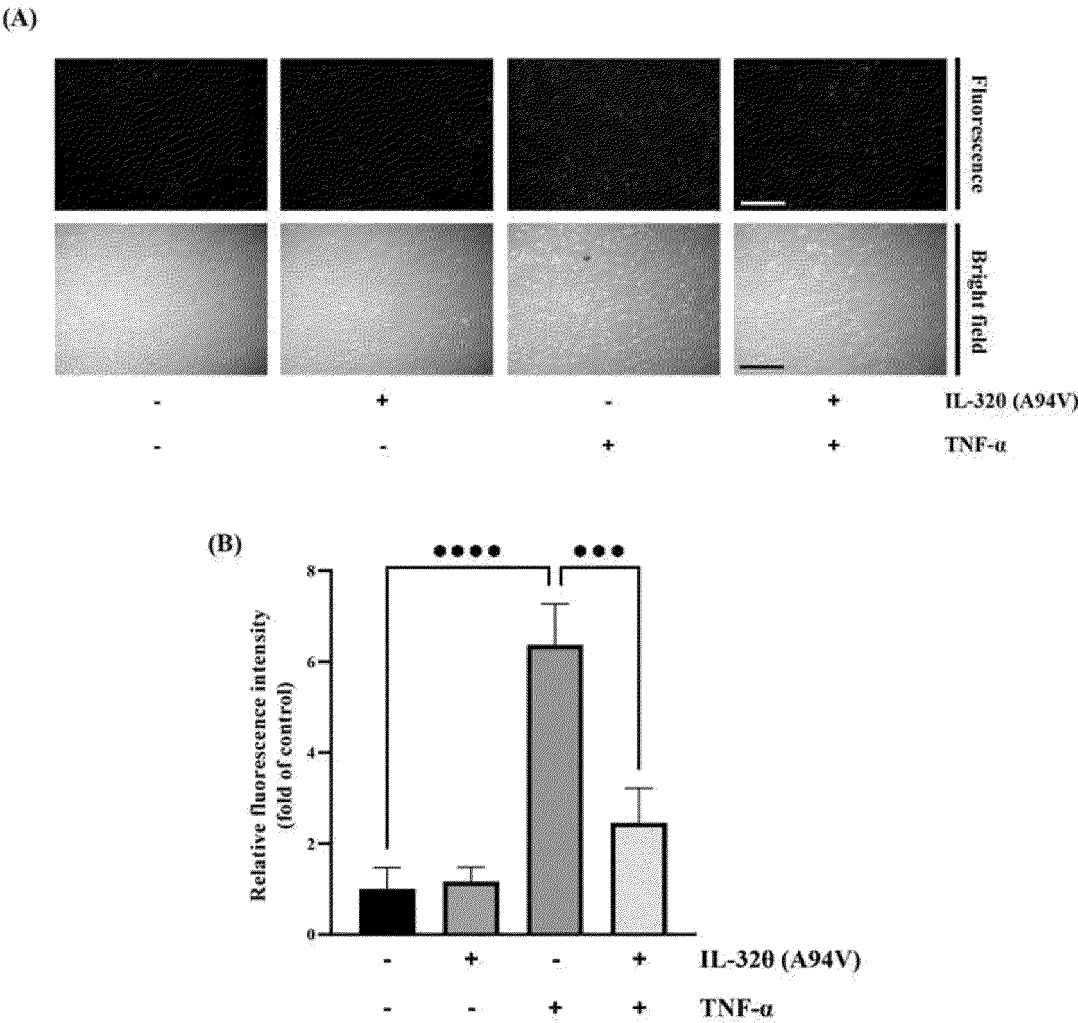 (A)
Fluorescence
Bright field
- + - + IL-32θ (A94V)
- - + + TNF-α
(B)
●●●● ●●●
Relative fluorescence intensity
(fold of control)
8
6
4
2
0
- + - + IL-32θ (A94V)
- - + + TNF-α